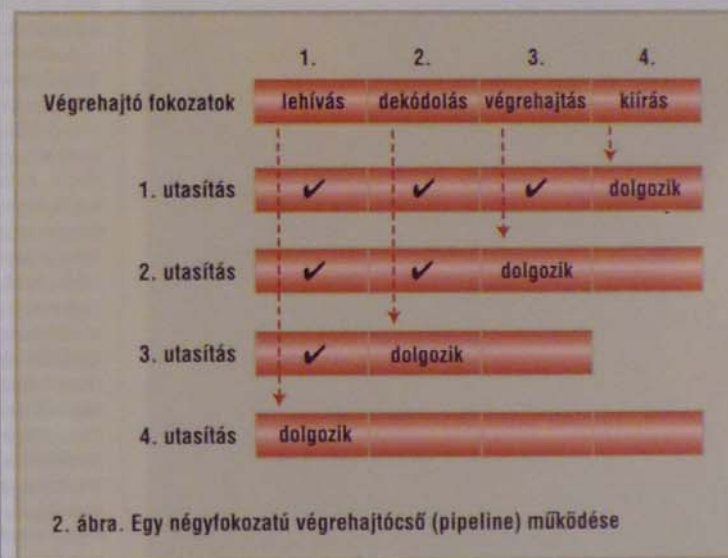 1. 2. 3. 4.
Végrehajtó fokozatok lehívás dekódolás végrehajtás kiírás
1. utasítás ✔ ✔ ✔ dolgozik
2. utasítás ✔ ✔ dolgozik
3. utasítás ✔ dolgozik
4. utasítás dolgozik
2. ábra. Egy négyfokozatú végrehajtócső (pipeline) működése